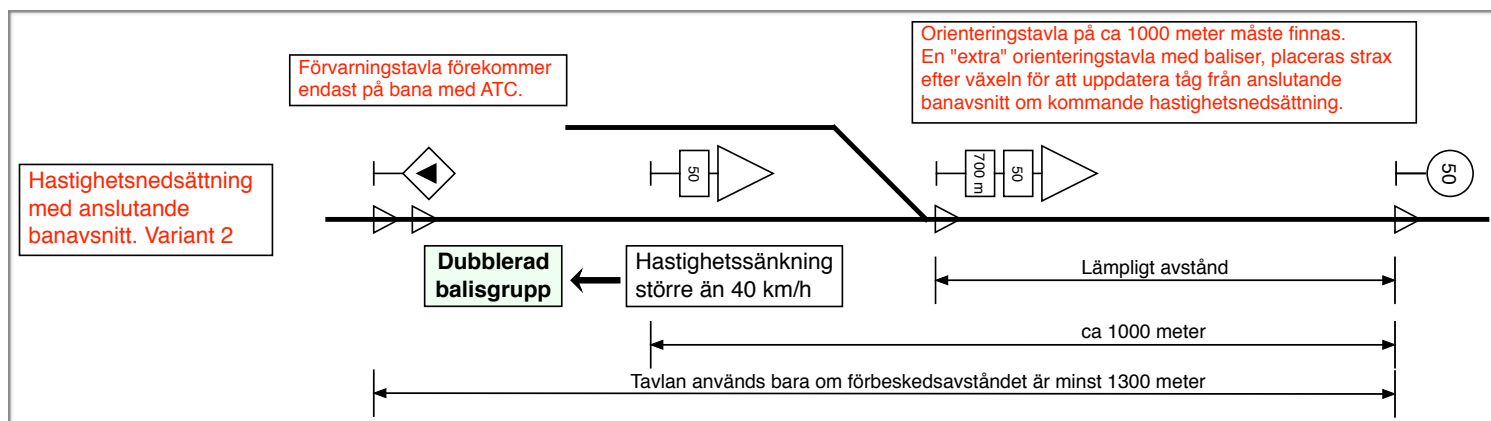 Orienteringstavla på ca 1000 meter måste finnas.
En "extra" orienteringstavla med baliser, placeras strax
efter växeln för att uppdatera tåg från anslutande
banavsnitt om kommande hastighetsnedsättning.
Förvarningstavla förekommer
endast på bana med ATC.
Hastighetsnedsättning
med anslutande
banavsnitt. Variant 2
50
700 m
50
50
Dubblerad
balisgrupp
Hastighetssänkning
större än 40 km/h
Lämpligt avstånd
ca 1000 meter
Tavlan används bara om förbeskedsavståndet är minst 1300 meter